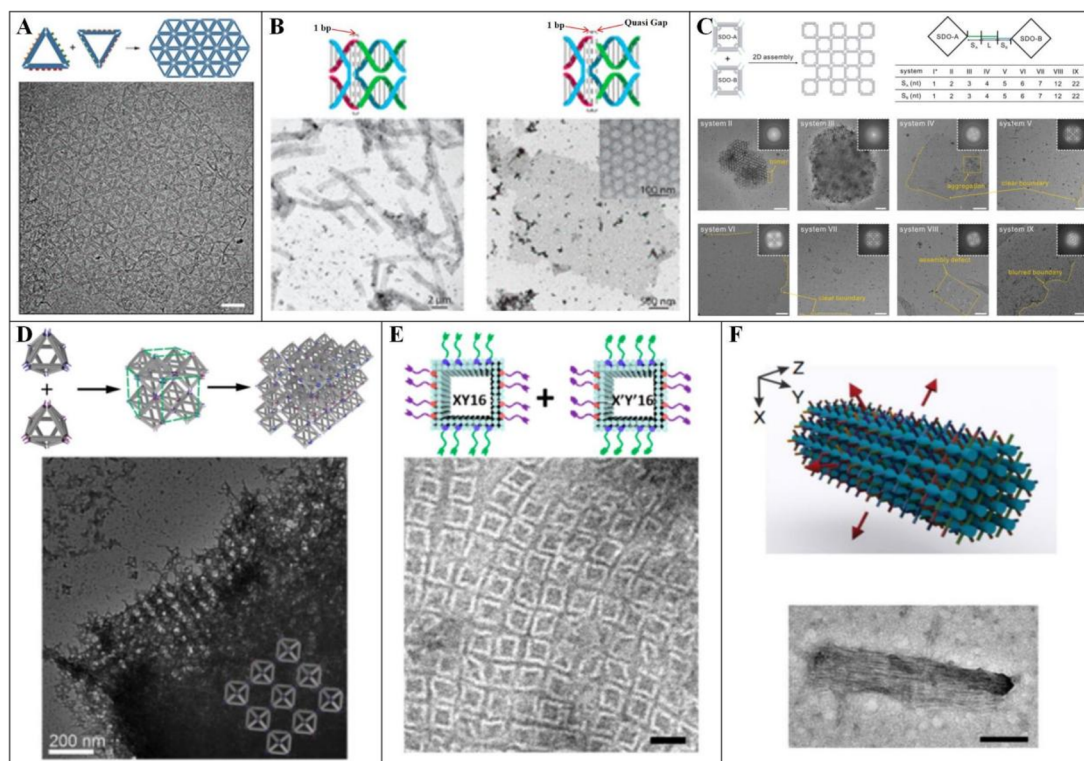 A
B
1 bp
1 bp
Quasi Gap
2 µm
100 nm
500 nm
C
SDO-A
+
SDO-B
2D assembly
SDO-A
SDO-B
L
system I* II III IV V VI VII VIII IX
1 2 3 4 5 6 7 12 22
1 2 3 4 5 6 7 12 22
system II
system III
system IV
system V
aggregation
clear boundary
system VI
system VII
system VIII
system IX
clear boundary
assembly defect
blurred boundary
D
+
200 nm
E
XY16
+
X'Y'16
F
Z
Y
X